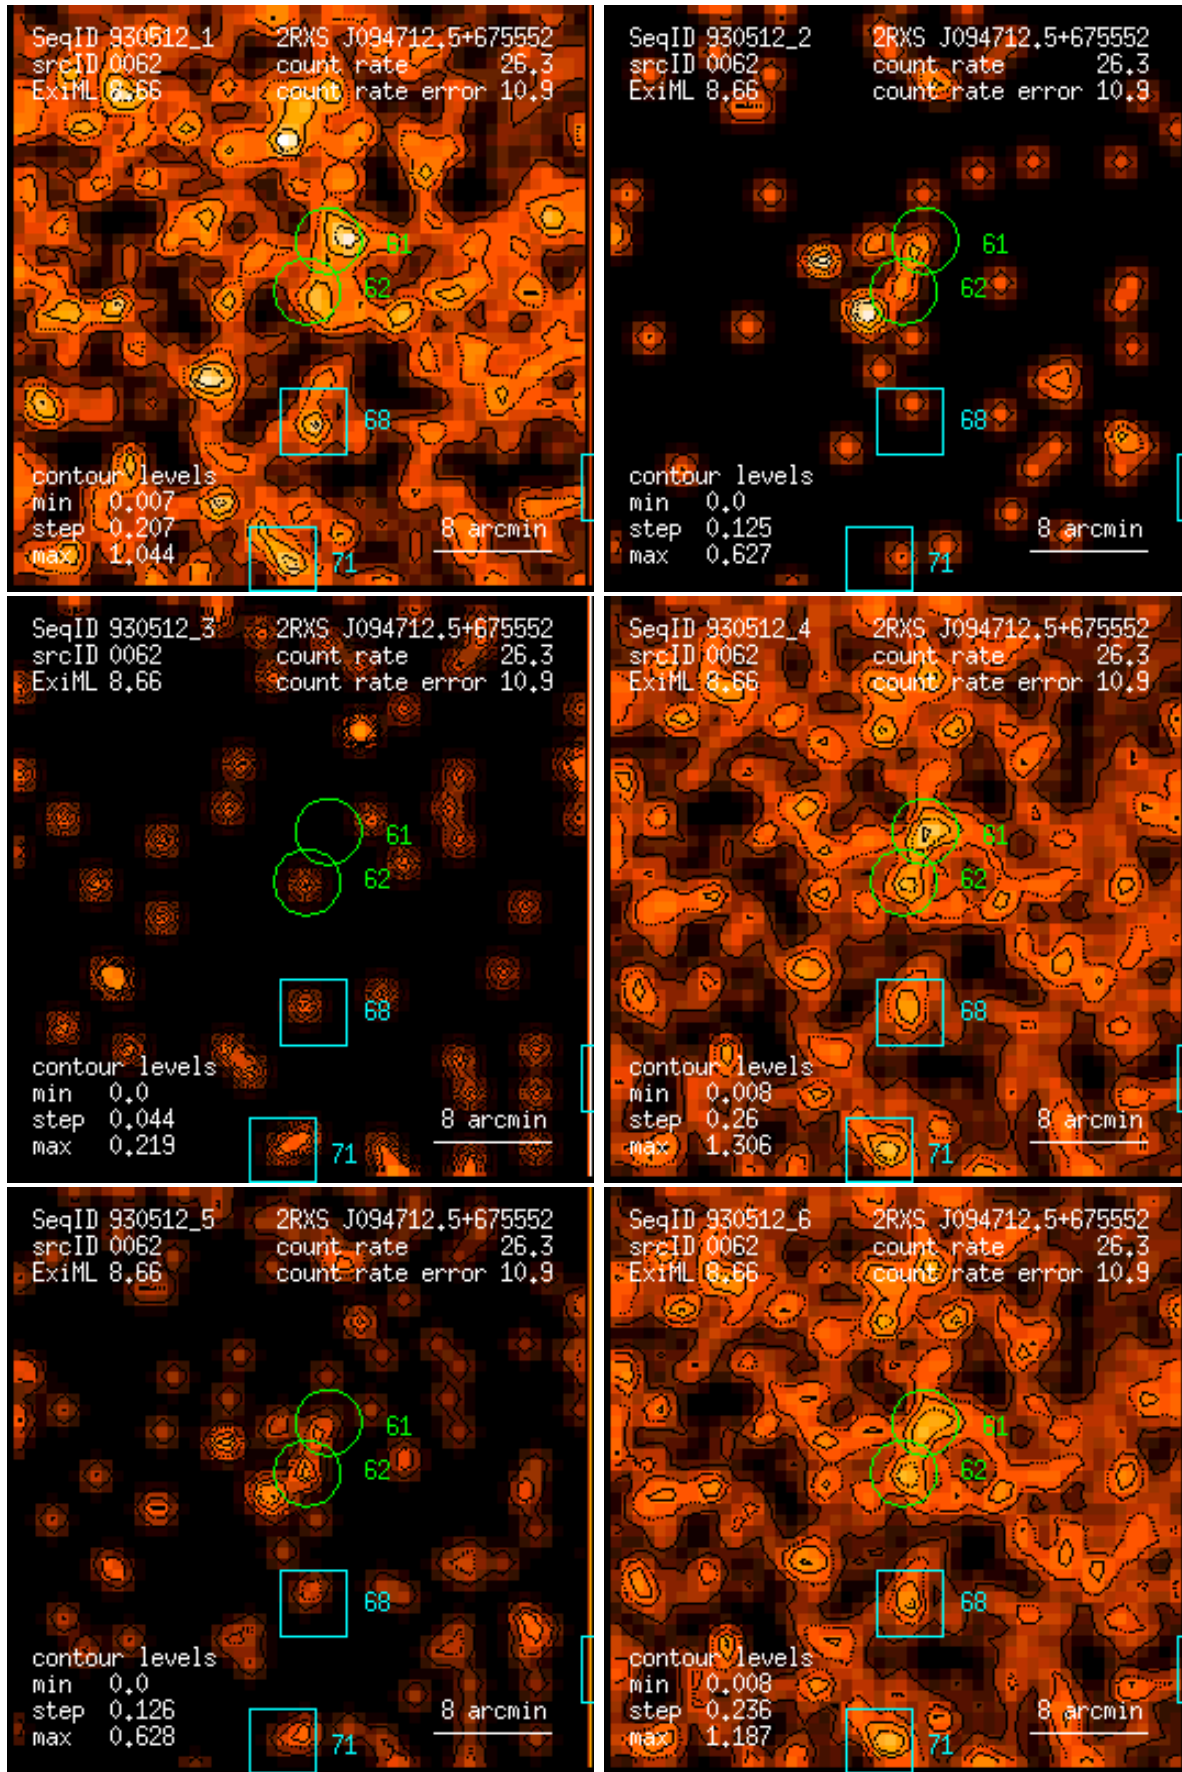 SeqID 930512_1 2RXS J094712.5+675552
srcID 0062 count rate 26.3
ExiML 8.66 count rate error 10.9
61
62
68
contour levels
min 0.007
step 0.207 8 arcmin
max 1.044 71
SeqID 930512_2 2RXS J094712.5+675552
srcID 0062 count rate 26.3
ExiML 8.66 count rate error 10.9
61
62
68
contour levels
min 0.0
step 0.125 8 arcmin
max 0.627 71
SeqID 930512_3 2RXS J094712.5+675552
srcID 0062 count rate 26.3
ExiML 8.66 count rate error 10.9
61
62
68
contour levels
min 0.0
step 0.044 8 arcmin
max 0.219 71
SeqID 930512_4 2RXS J094712.5+675552
srcID 0062 count rate 26.3
ExiML 8.66 count rate error 10.9
61
62
68
contour levels
min 0.008
step 0.26 8 arcmin
max 1.306 71
SeqID 930512_5 2RXS J094712.5+675552
srcID 0062 count rate 26.3
ExiML 8.66 count rate error 10.9
61
62
68
contour levels
min 0.0
step 0.126 8 arcmin
max 0.628 71
SeqID 930512_6 2RXS J094712.5+675552
srcID 0062 count rate 26.3
ExiML 8.66 count rate error 10.9
61
62
68
contour levels
min 0.008
step 0.236 8 arcmin
max 1.187 71